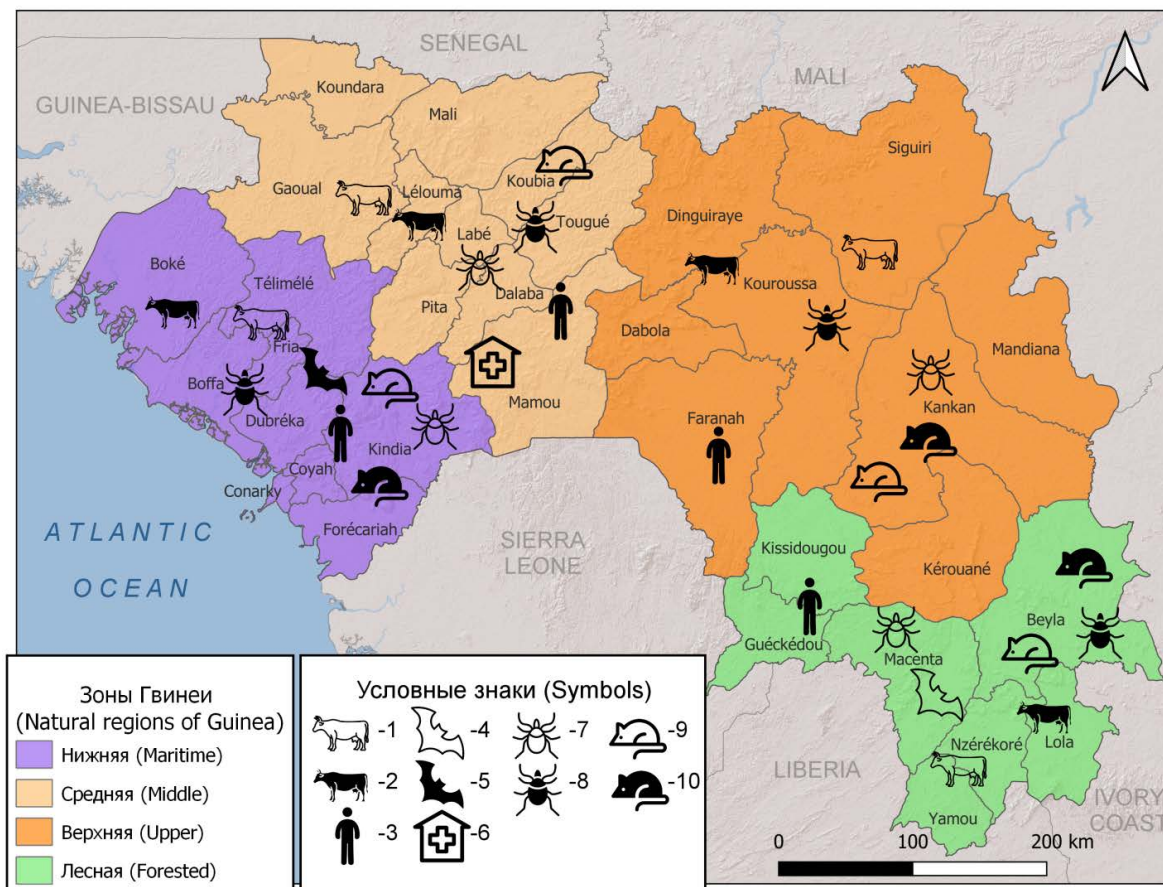 SENEGAL
MALI
GUINEA-BISSAU
Koundara
Mali
Siguiri
Koubia
Gaoual
Lélouma
Tougué
Dinguiraye
Labé
Boké
Télimélé
Kouroussa
Dalaba
Pita
Dabola
Mandiana
Fria
Boffa
Mamou
Kankan
Dubréka
Faranah
Kindia
Coyah
Conarky
Forécariah
ATLANTIC
OCEAN
SIERRA
LEONE
Kissidougou
Kérouané
Beyla
Guéckédou
Macenta
Nzérékoré
Lola
LIBERIA
Yamou
IVORY
COAST
Зоны Гвинеи
(Natural regions of Guinea)
Нижняя (Maritime)
Средняя (Middle)
Верхняя (Upper)
Лесная (Forested)
Условные знаки (Symbols)
-1 -4 -7 -9
-2 -5 -8 -10
-3 -6
0 100 200 km